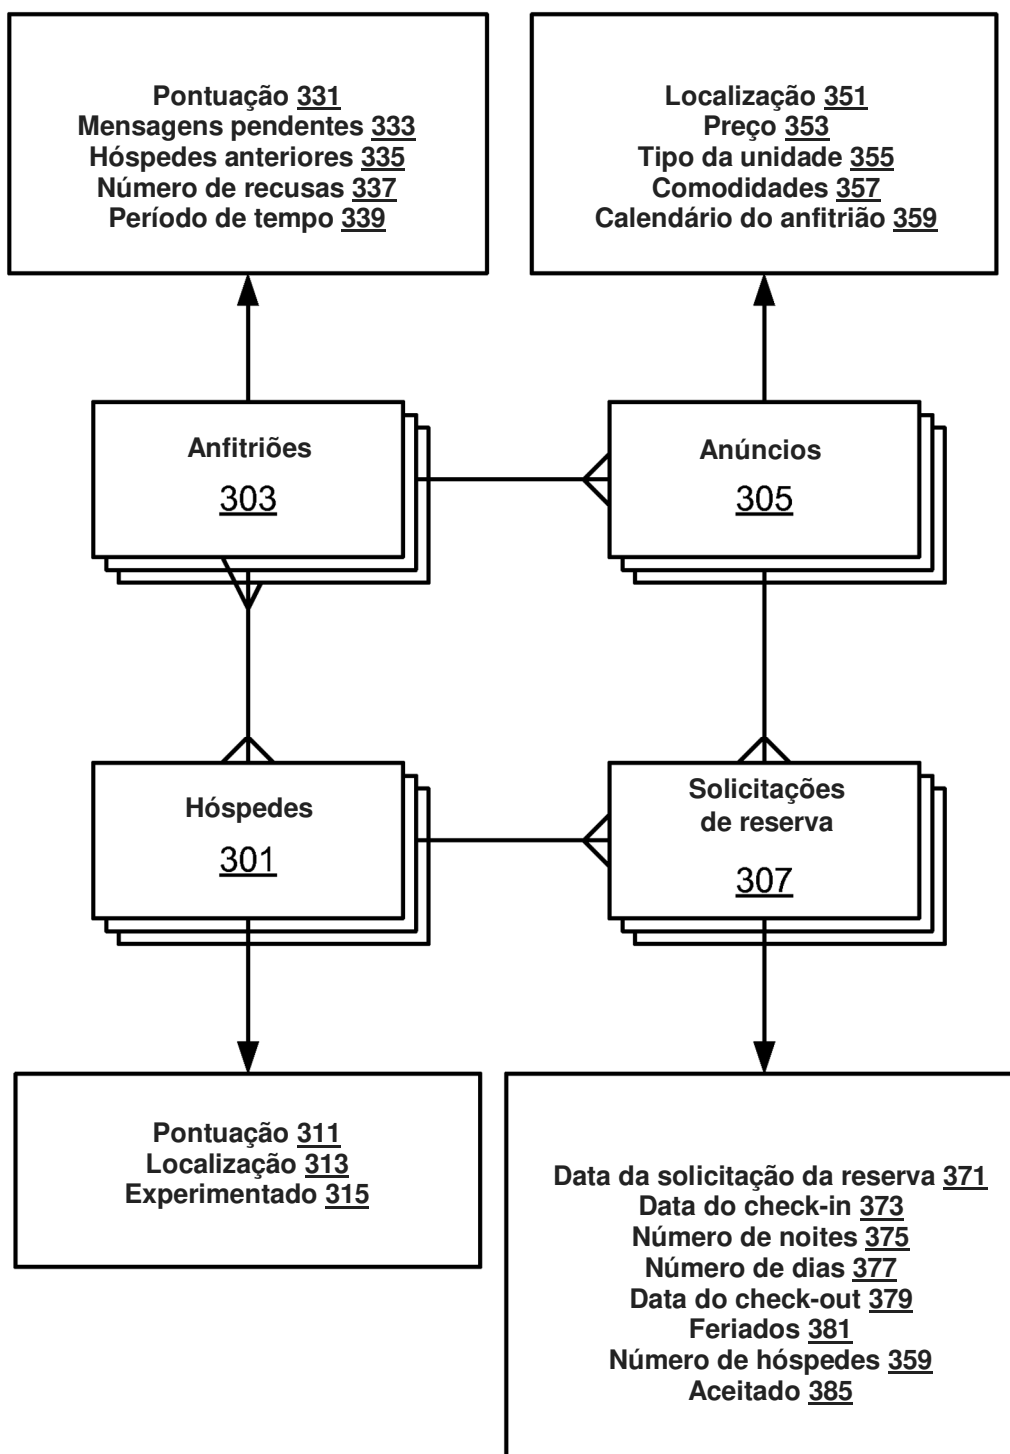 Pontuação 331
Mensagens pendentes 333
Hóspedes anteriores 335
Número de recusas 337
Período de tempo 339
Localização 351
Preço 353
Tipo da unidade 355
Comodidades 357
Calendário do anfitrião 359
Anfitriões
303
Anúncios
305
Hóspedes
301
Solicitações
de reserva
307
Pontuação 311
Localização 313
Experimentado 315
Data da solicitação da reserva 371
Data do check-in 373
Número de noites 375
Número de dias 377
Data do check-out 379
Feriados 381
Número de hóspedes 359
Aceitado 385